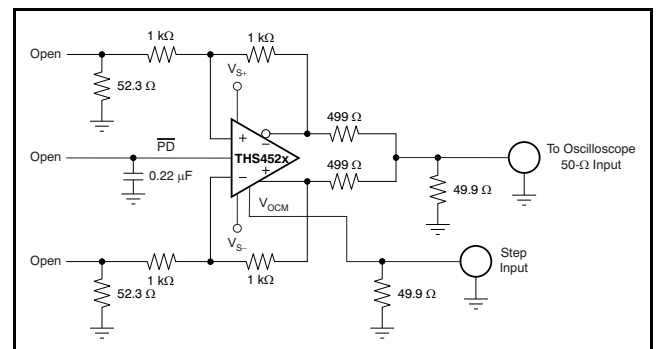 1 kΩ
1 kΩ
Open
V_S+
52.3 Ω
499 Ω
+
−
PD
To Oscilloscope
50-Ω Input
Open
THS452x
499 Ω
0.22 µF
−
+
V_OCM
49.9 Ω
V_S−
Open
Step
Input
1 kΩ
1 kΩ
52.3 Ω
49.9 Ω